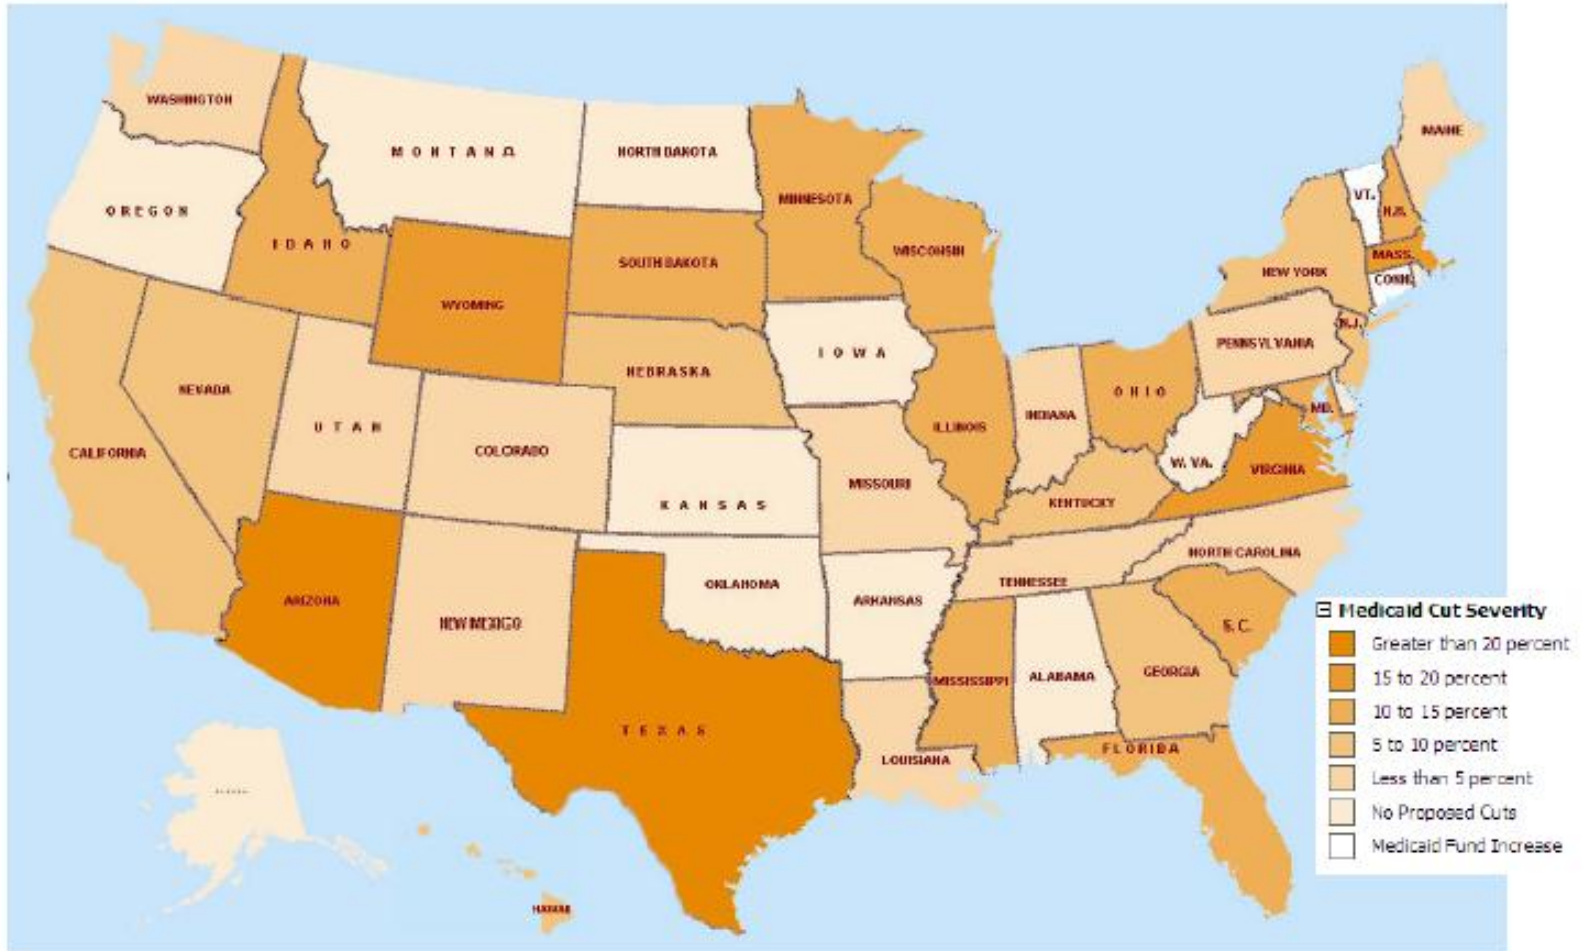 WASHINGTON
MAINE
MONTANA
NORTH DAKOTA
MINNESOTA
VT.
N.H.
OREGON
IDAHO
WISCONSIN
MASS.
SOUTH DAKOTA
NEW YORK
CONN.
WYOMING
N.J.
PENNSYLVANIA
IOWA
NEBRASKA
NEVADA
OHIO
INDIANA
MD.
UTAH
ILLINOIS
COLORADO
CALIFORNIA
W. VA.
VIRGINIA
MISSOURI
KANSAS
KENTUCKY
NORTH CAROLINA
TENNESSEE
OKLAHOMA
ARIZONA
ARKANSAS
NEW MEXICO
S.C.
GEORGIA
MISSISSIPPI
ALABAMA
TEXAS
FLORIDA
LOUISIANA
HAWAII
Medicaid Cut Severity
Greater than 20 percent
15 to 20 percent
10 to 15 percent
5 to 10 percent
Less than 5 percent
No Proposed Cuts
Medicaid Fund Increase